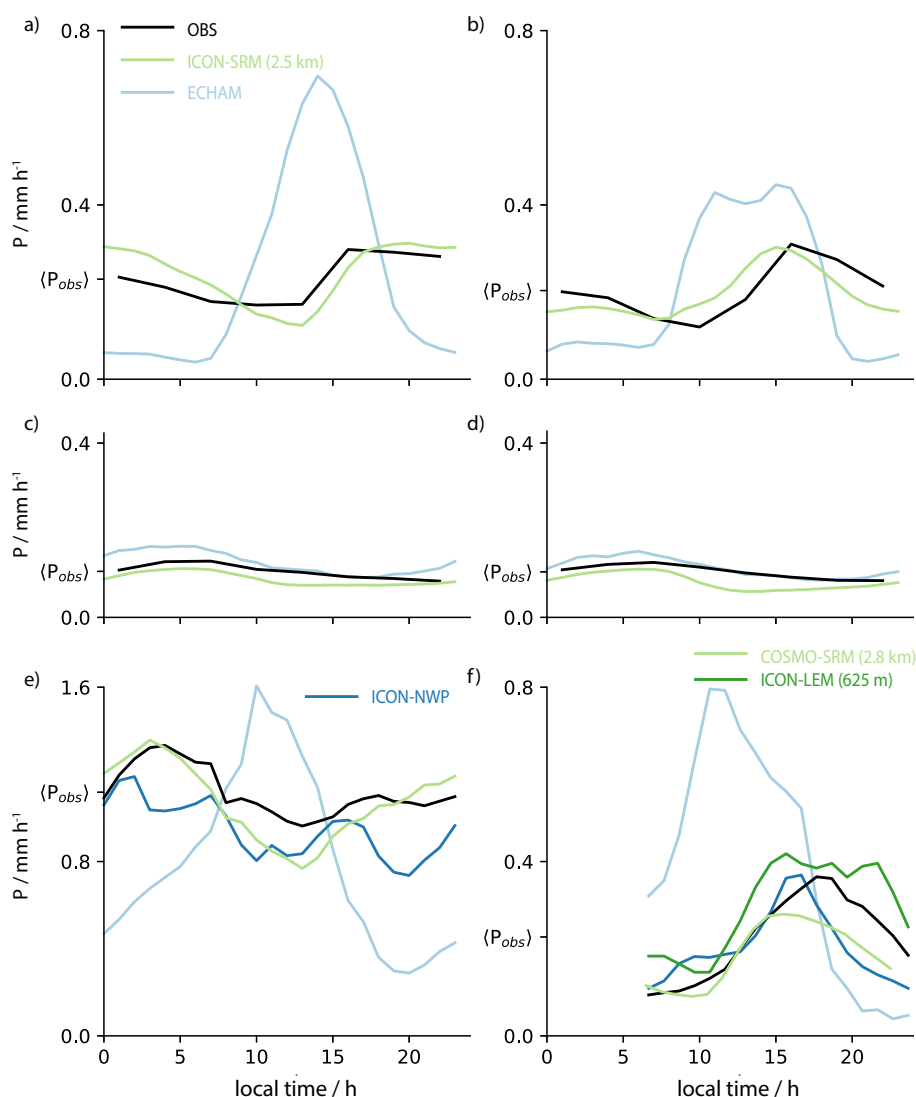 a)
0.8
OBS
ICON-SRM (2.5 km)
ECHAM
P / mm h⁻¹
0.4
⟨P_obs⟩
0.0
b)
0.8
0.4
⟨P_obs⟩
0.0
c)
0.4
P / mm h⁻¹
⟨P_obs⟩
0.0
d)
0.4
⟨P_obs⟩
0.0
e)
1.6
ICON-NWP
⟨P_obs⟩
P / mm h⁻¹
0.8
0.0
0 5 10 15 20
local time / h
f)
COSMO-SRM (2.8 km)
ICON-LEM (625 m)
0.8
0.4
⟨P_obs⟩
0.0
0 5 10 15 20
local time / h